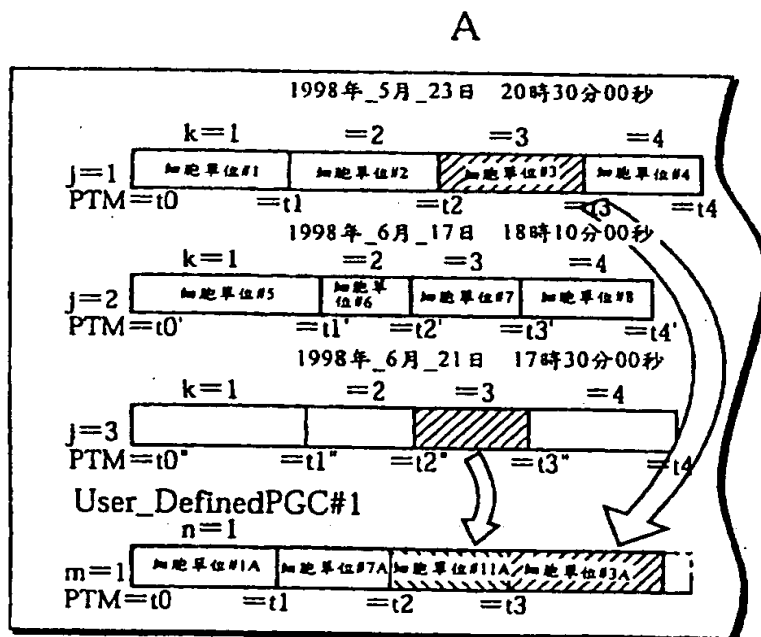 A
1998年_5月_23日 20時30分00秒
k=1 =2 =3 =4
j=1 細胞單位#1 細胞單位#2 細胞單位#3 細胞單位#4
PTM=t0 =t1 =t2 =t3 =t4
1998年_6月_17日 18時10分00秒
k=1 =2 =3 =4
j=2 細胞單位#5 細胞單位#6 細胞單位#7 細胞單位#8
PTM=t0' =t1' =t2' =t3' =t4'
1998年_6月_21日 17時30分00秒
k=1 =2 =3 =4
j=3
PTM=t0" =t1" =t2" =t3" =t4
User_DefinedPGC#1
n=1
m=1 細胞單位#1A 細胞單位#7A 細胞單位#11A 細胞單位#3A
PTM=t0 =t1 =t2 =t3